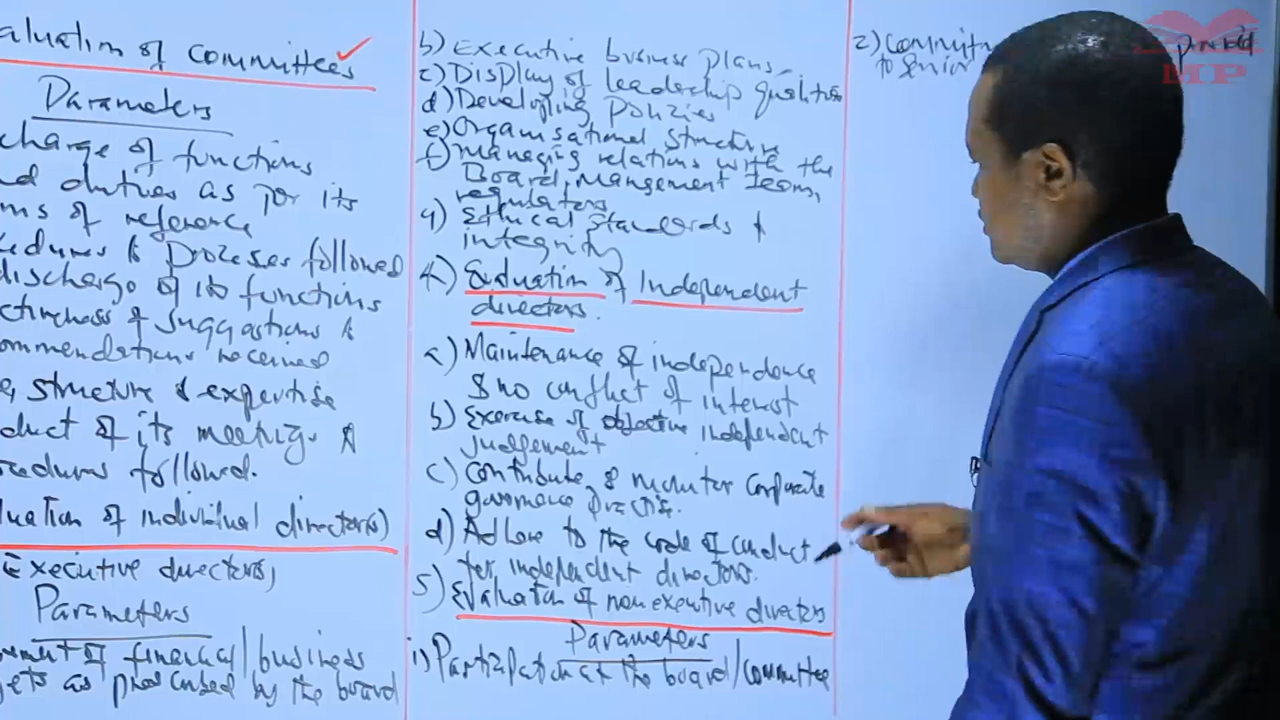 aluation of committees
Parameters
charge of functions
nd duties as per its
ms of reference
edures & processes followed
discharge of its functions
ctiveness of suggestions &
ommendations received
e, structure & expertise
duct of its meetings &
cedures followed.
luation of individual director(s)
Executive directors,
Parameters
ement of financial/business
gets as prescribed by the board
b) Executive business plans
c) Display of leadership qualities
d) Developing policies
e) Organisational structure
f) Managing relations with the
Board, Management team,
regulators
g) Ethical standards &
integrity
4) Evaluation of Independent
directors.
a) Maintenance of independence
& no conflict of interest
b) Exercise of objective independent
judgement
c) Contribute & monitor corporate
governance practice.
d) Adhere to the code of conduct
for independent directors.
5) Evaluation of non executive directors
Parameters
i) Participation at the board/committee
2) commitm
to senior
MP